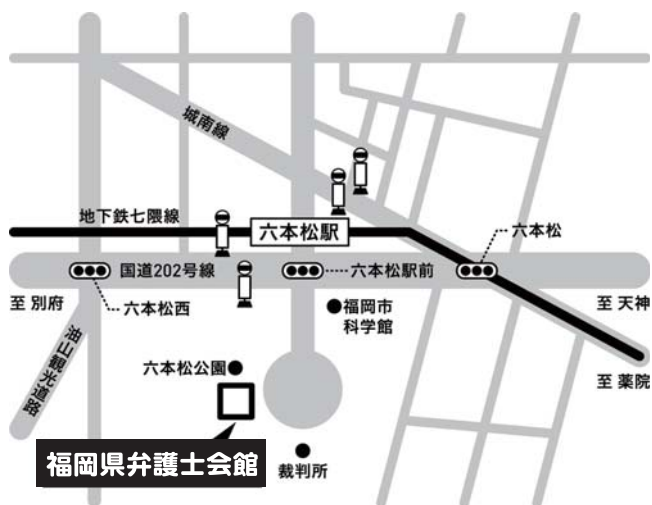 城南線
地下鉄七隈線
六本松駅
六本松
国道202号線
六本松駅前
至 別府
六本松西
福岡市
科学館
至 天神
油山観光道路
六本松公園
至 薬院
福岡県弁護士会館
裁判所